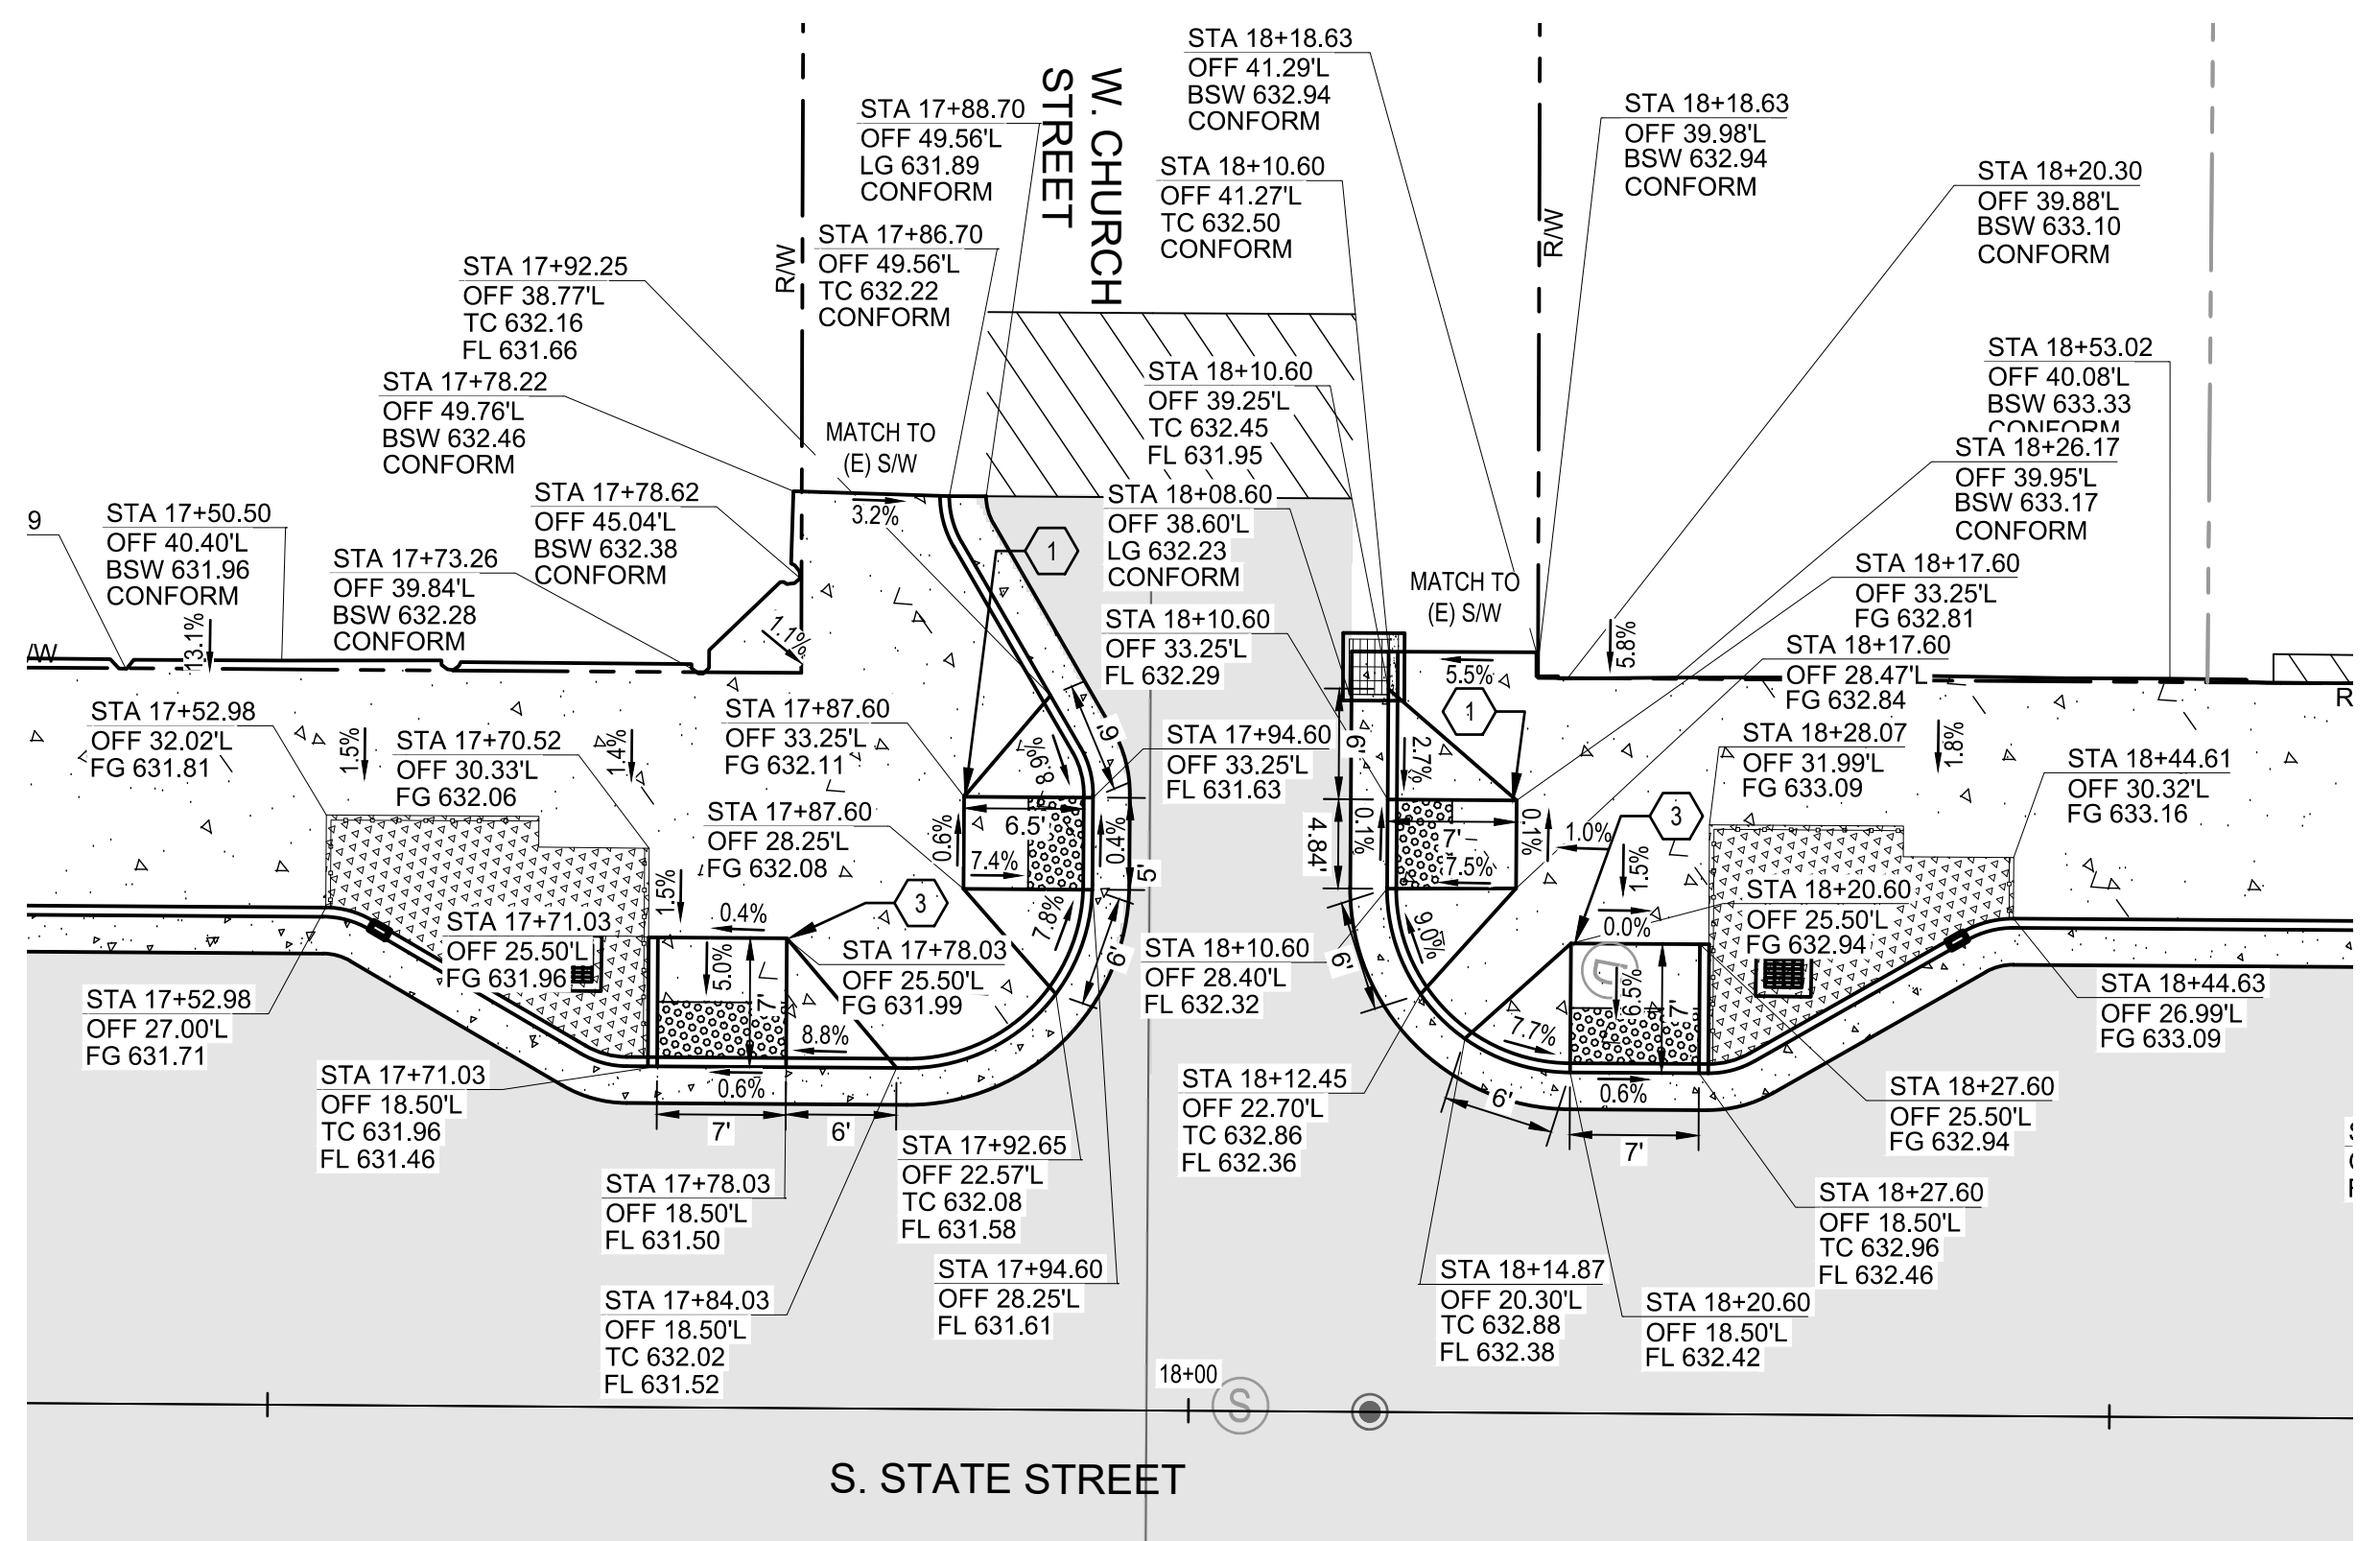 STA 18+18.63
OFF 41.29'L
BSW 632.94
CONFORM
W. CHURCH
STREET
STA 17+88.70
OFF 49.56'L
LG 631.89
CONFORM
STA 18+18.63
OFF 39.98'L
BSW 632.94
CONFORM
STA 18+10.60
OFF 41.27'L
TC 632.50
CONFORM
STA 18+20.30
OFF 39.88'L
BSW 633.10
CONFORM
R/W
R/W
STA 17+86.70
OFF 49.56'L
TC 632.22
CONFORM
STA 17+92.25
OFF 38.77'L
TC 632.16
FL 631.66
STA 18+53.02
OFF 40.08'L
BSW 633.33
CONFORM
STA 17+78.22
OFF 49.76'L
BSW 632.46
CONFORM
STA 18+10.60
OFF 39.25'L
TC 632.45
FL 631.95
MATCH TO
(E) S/W
3.2%
STA 18+26.17
OFF 39.95'L
BSW 633.17
CONFORM
STA 17+78.62
OFF 45.04'L
BSW 632.38
CONFORM
STA 18+08.60
OFF 38.60'L
LG 632.23
CONFORM
9
STA 17+50.50
OFF 40.40'L
BSW 631.96
CONFORM
1
STA 17+73.26
OFF 39.84'L
BSW 632.28
CONFORM
MATCH TO
(E) S/W
STA 18+17.60
OFF 33.25'L
FG 632.81
STA 18+10.60
OFF 33.25'L
FL 632.29
13.1%
1.1%
5.8%
/W
5.5%
STA 18+17.60
OFF 28.47'L
FG 632.84
R
1
STA 17+52.98
OFF 32.02'L
FG 631.81
STA 17+87.60
OFF 33.25'L
FG 632.11
6'
8.9%
STA 17+94.60
OFF 33.25'L
FL 631.63
6'
2.7%
STA 18+28.07
OFF 31.99'L
FG 633.09
1.8%
STA 18+44.61
OFF 30.32'L
FG 633.16
1.5%
STA 17+70.52
OFF 30.33'L
FG 632.06
1.4%
STA 17+87.60
OFF 28.25'L
FG 632.08
0.6%
6.5'
7.4%
0.4%
5'
4.84'
0.1%
7'
7.5%
0.1%
1.0%
3
1.5%
1.5%
3
0.4%
STA 17+71.03
OFF 25.50'L
FG 631.96
5.0%
7'
STA 17+78.03
OFF 25.50'L
FG 631.99
7.8%
6'
STA 18+10.60
OFF 28.40'L
FL 632.32
6'
9.0%
0.0%
STA 18+20.60
OFF 25.50'L
FG 632.94
D
6.5%
7'
STA 18+44.63
OFF 26.99'L
FG 633.09
STA 17+52.98
OFF 27.00'L
FG 631.71
8.8%
7.7%
STA 17+71.03
OFF 18.50'L
TC 631.96
FL 631.46
0.6%
7'
6'
STA 18+12.45
OFF 22.70'L
TC 632.86
FL 632.36
6'
0.6%
7'
STA 18+27.60
OFF 25.50'L
FG 632.94
STA 17+92.65
OFF 22.57'L
TC 632.08
FL 631.58
STA 17+78.03
OFF 18.50'L
FL 631.50
STA 18+27.60
OFF 18.50'L
TC 632.96
FL 632.46
STA 17+94.60
OFF 28.25'L
FL 631.61
STA 18+14.87
OFF 20.30'L
TC 632.88
FL 632.38
STA 17+84.03
OFF 18.50'L
TC 632.02
FL 631.52
STA 18+20.60
OFF 18.50'L
FL 632.42
18+00
S
S. STATE STREET